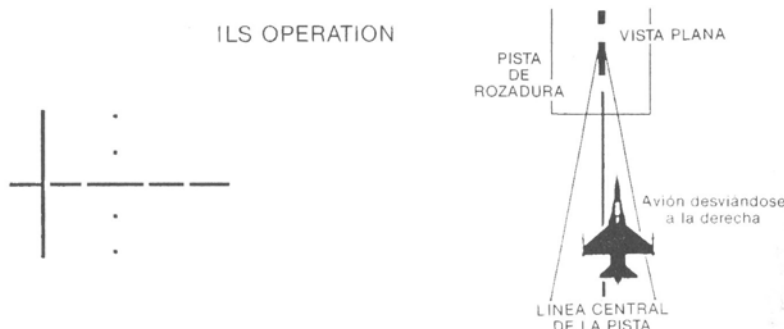 ILS OPERATION
VISTA PLANA
PISTA
DE
ROZADURA
Avión desviándose
a la derecha
LINEA CENTRAL
DE LA PISTA